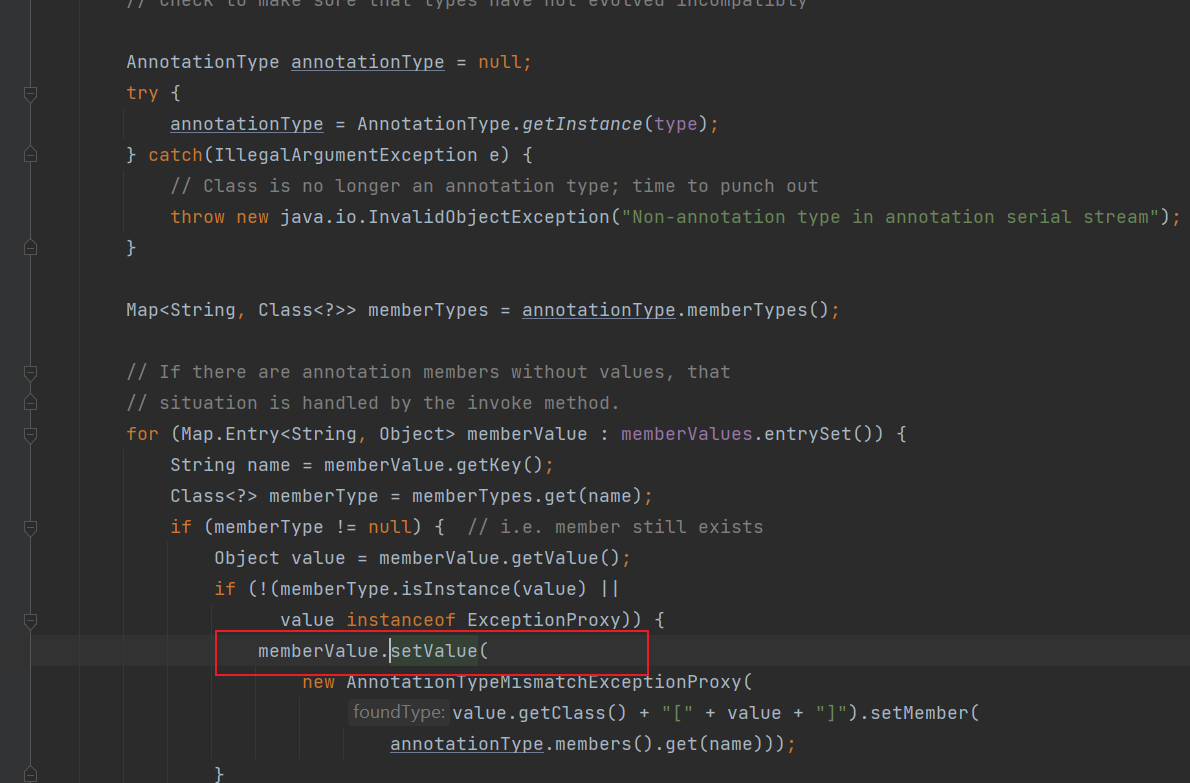 // check to make sure that types have not evolved incompatibly
AnnotationType annotationType = null;
try {
annotationType = AnnotationType.getInstance(type);
} catch(IllegalArgumentException e) {
// Class is no longer an annotation type; time to punch out
throw new java.io.InvalidObjectException("Non-annotation type in annotation serial stream");
}
Map<String, Class<?>> memberTypes = annotationType.memberTypes();
// If there are annotation members without values, that
// situation is handled by the invoke method.
for (Map.Entry<String, Object> memberValue : memberValues.entrySet()) {
String name = memberValue.getKey();
Class<?> memberType = memberTypes.get(name);
if (memberType != null) {  // i.e. member still exists
Object value = memberValue.getValue();
if (!(memberType.isInstance(value) ||
value instanceof ExceptionProxy)) {
memberValue.setValue(
new AnnotationTypeMismatchExceptionProxy(
foundType: value.getClass() + "[" + value + "]").setMember(
annotationType.members().get(name)));
}